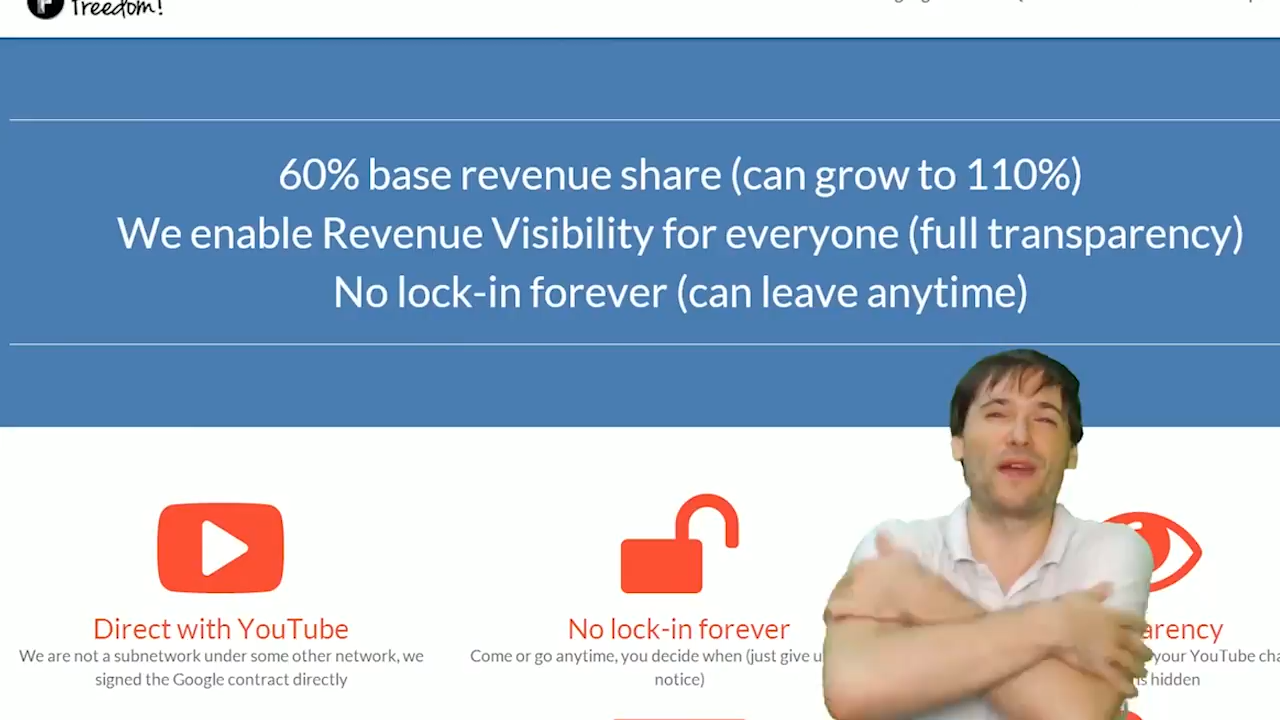 Freedom!
60% base revenue share (can grow to 110%)
We enable Revenue Visibility for everyone (full transparency)
No lock-in forever (can leave anytime)
Direct with YouTube
We are not a subnetwork under some other network, we
signed the Google contract directly
No lock-in forever
Come or go anytime, you decide when (just give
notice)
your YouTube
is hidden